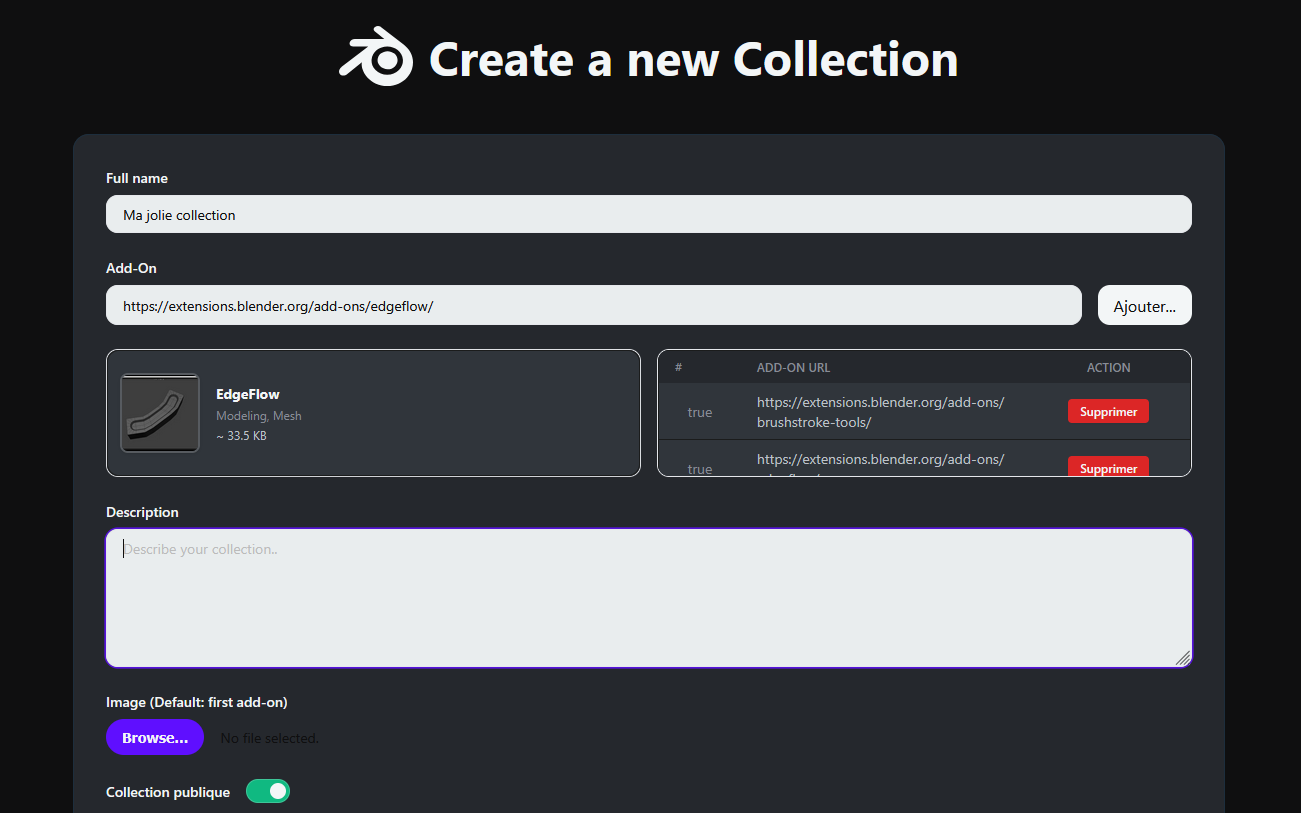 Create a new Collection
Full name
Ma jolie collection
Add-On
https://extensions.blender.org/add-ons/edgeflow/
Ajouter...
EdgeFlow
Modeling, Mesh
~ 33.5 KB
# ADD-ON URL ACTION
true https://extensions.blender.org/add-ons/ Supprimer
brushstroke-tools/
true https://extensions.blender.org/add-ons/ Supprimer
Description
Describe your collection..
Image (Default: first add-on)
Browse... No file selected.
Collection publique